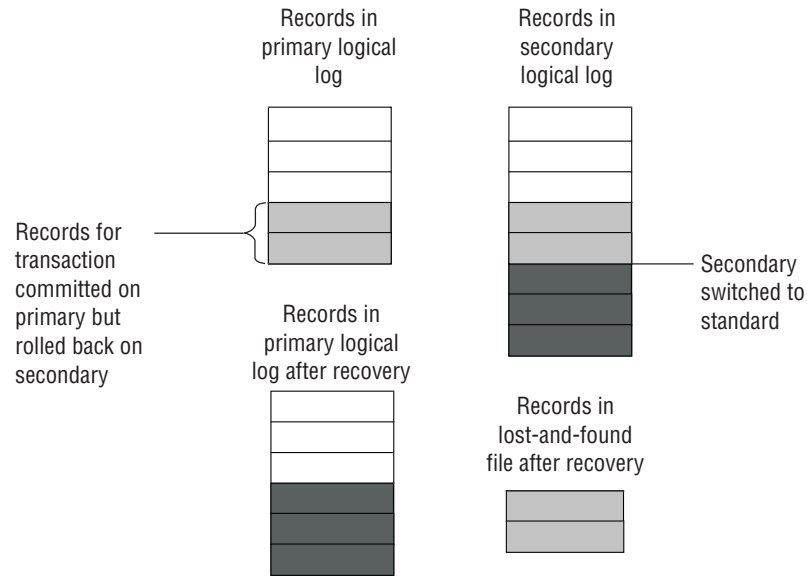 Records in
primary logical
log
Records in
secondary
logical log
Records for
transaction
committed on
primary but
rolled back on
secondary
Secondary
switched to
standard
Records in
primary logical
log after recovery
Records in
lost-and-found
file after recovery